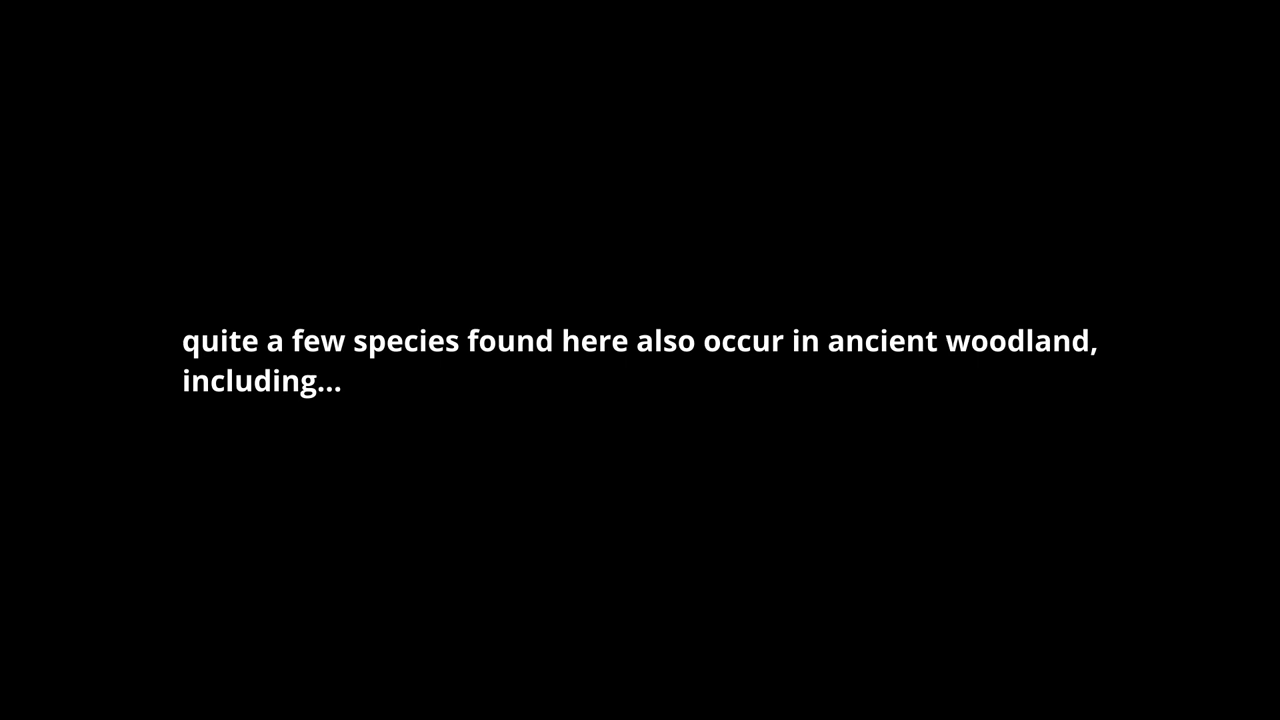 quite a few species found here also occur in ancient woodland,
including...